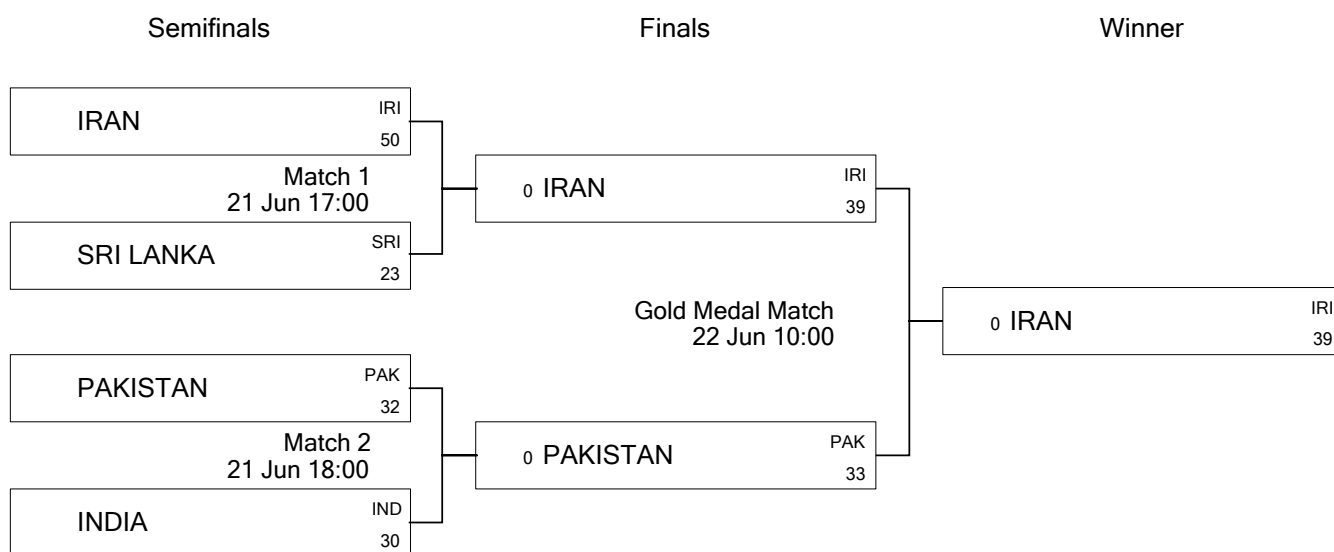 Semifinals
Finals
Winner
IRAN IRI
50
Match 1
21 Jun 17:00
SRI LANKA SRI
23
PAKISTAN PAK
32
Match 2
21 Jun 18:00
INDIA IND
30
0 IRAN IRI
39
Gold Medal Match
22 Jun 10:00
0 PAKISTAN PAK
33
0 IRAN IRI
39